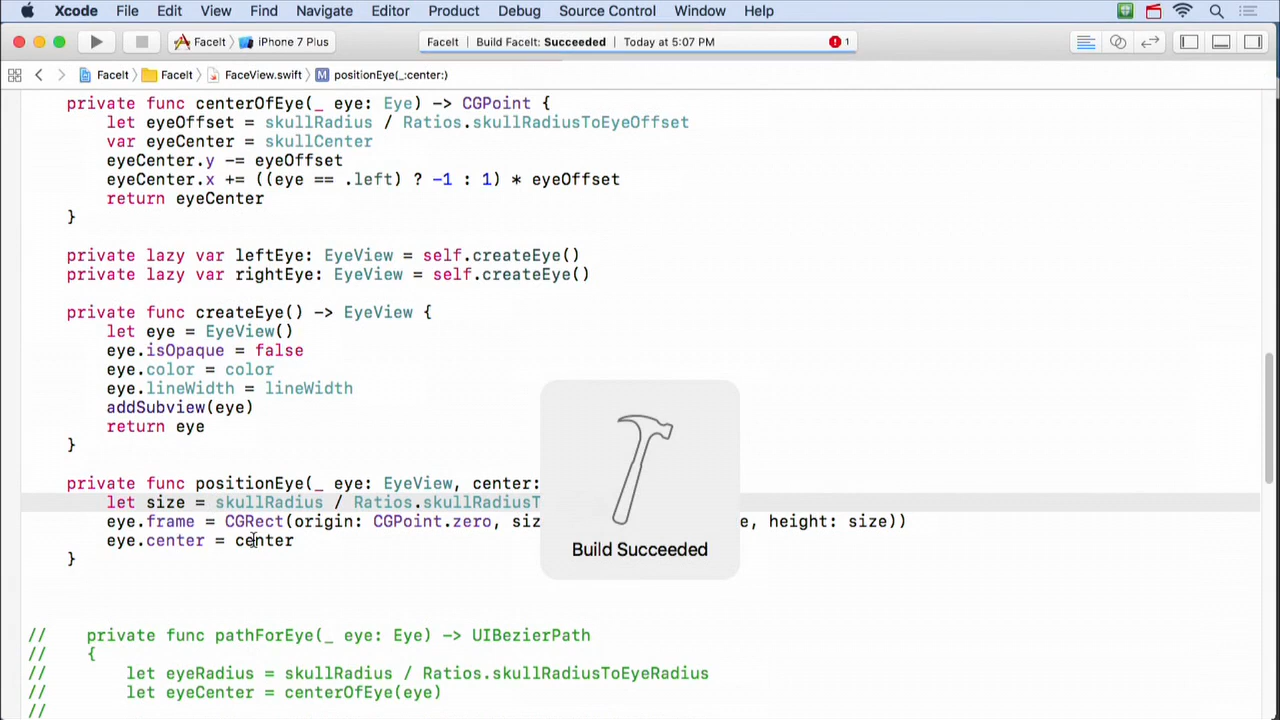 Xcode File Edit View Find Navigate Editor Product Debug Source Control Window Help
FaceIt iPhone 7 Plus FaceIt Build FaceIt: Succeeded Today at 5:07 PM 1
FaceIt FaceIt FaceView.swift M positionEye(_:center:)
private func centerOfEye(_ eye: Eye) -> CGPoint {
let eyeOffset = skullRadius / Ratios.skullRadiusToEyeOffset
var eyeCenter = skullCenter
eyeCenter.y -= eyeOffset
eyeCenter.x += ((eye == .left) ? -1 : 1) * eyeOffset
return eyeCenter
}
private lazy var leftEye: EyeView = self.createEye()
private lazy var rightEye: EyeView = self.createEye()
private func createEye() -> EyeView {
let eye = EyeView()
eye.isOpaque = false
eye.color = color
eye.lineWidth = lineWidth
addSubview(eye)
return eye
}
private func positionEye(_ eye: EyeView, center:
let size = skullRadius / Ratios.skullRadiusT
eye.frame = CGRect(origin: CGPoint.zero, siz e, height: size))
eye.center = center
}
Build Succeeded
// private func pathForEye(_ eye: Eye) -> UIBezierPath
// {
// let eyeRadius = skullRadius / Ratios.skullRadiusToEyeRadius
// let eyeCenter = centerOfEye(eye)
//